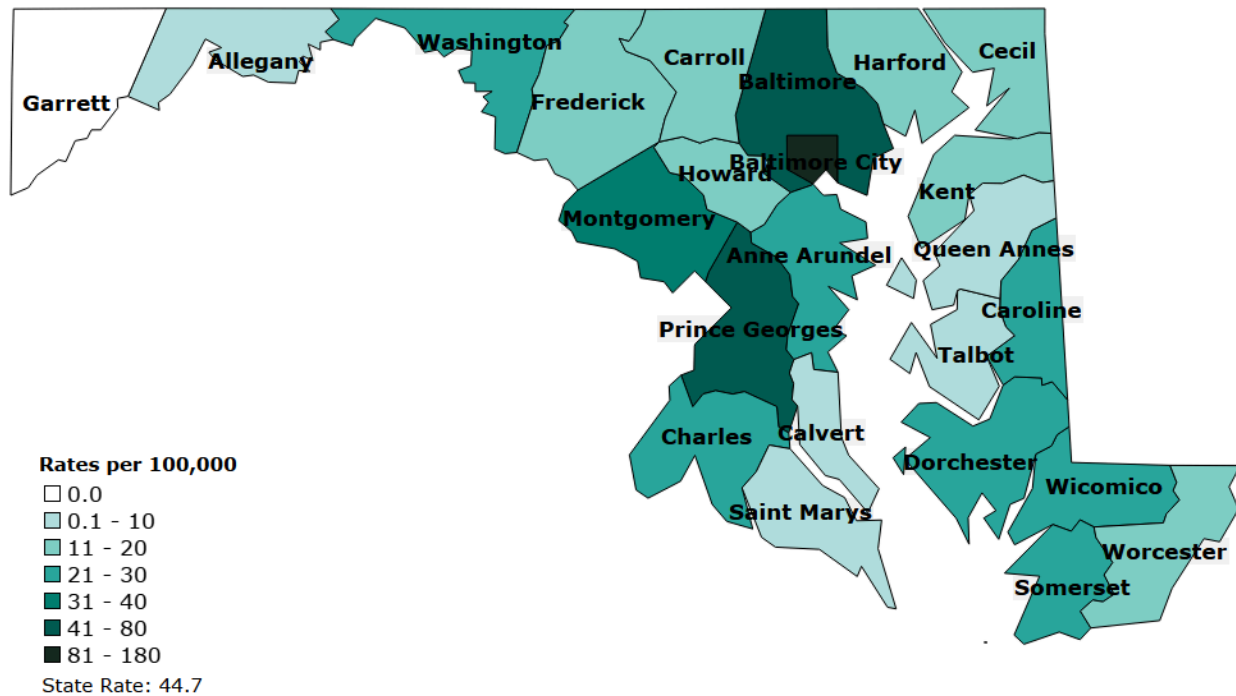 Garrett
Allegany
Washington
Frederick
Carroll
Baltimore
Harford
Cecil
Baltimore City
Howard
Montgomery
Kent
Anne Arundel
Queen Annes
Prince Georges
Caroline
Talbot
Charles
Calvert
Dorchester
Wicomico
Saint Marys
Worcester
Somerset
Rates per 100,000
0.0
0.1 - 10
11 - 20
21 - 30
31 - 40
41 - 80
81 - 180
State Rate: 44.7